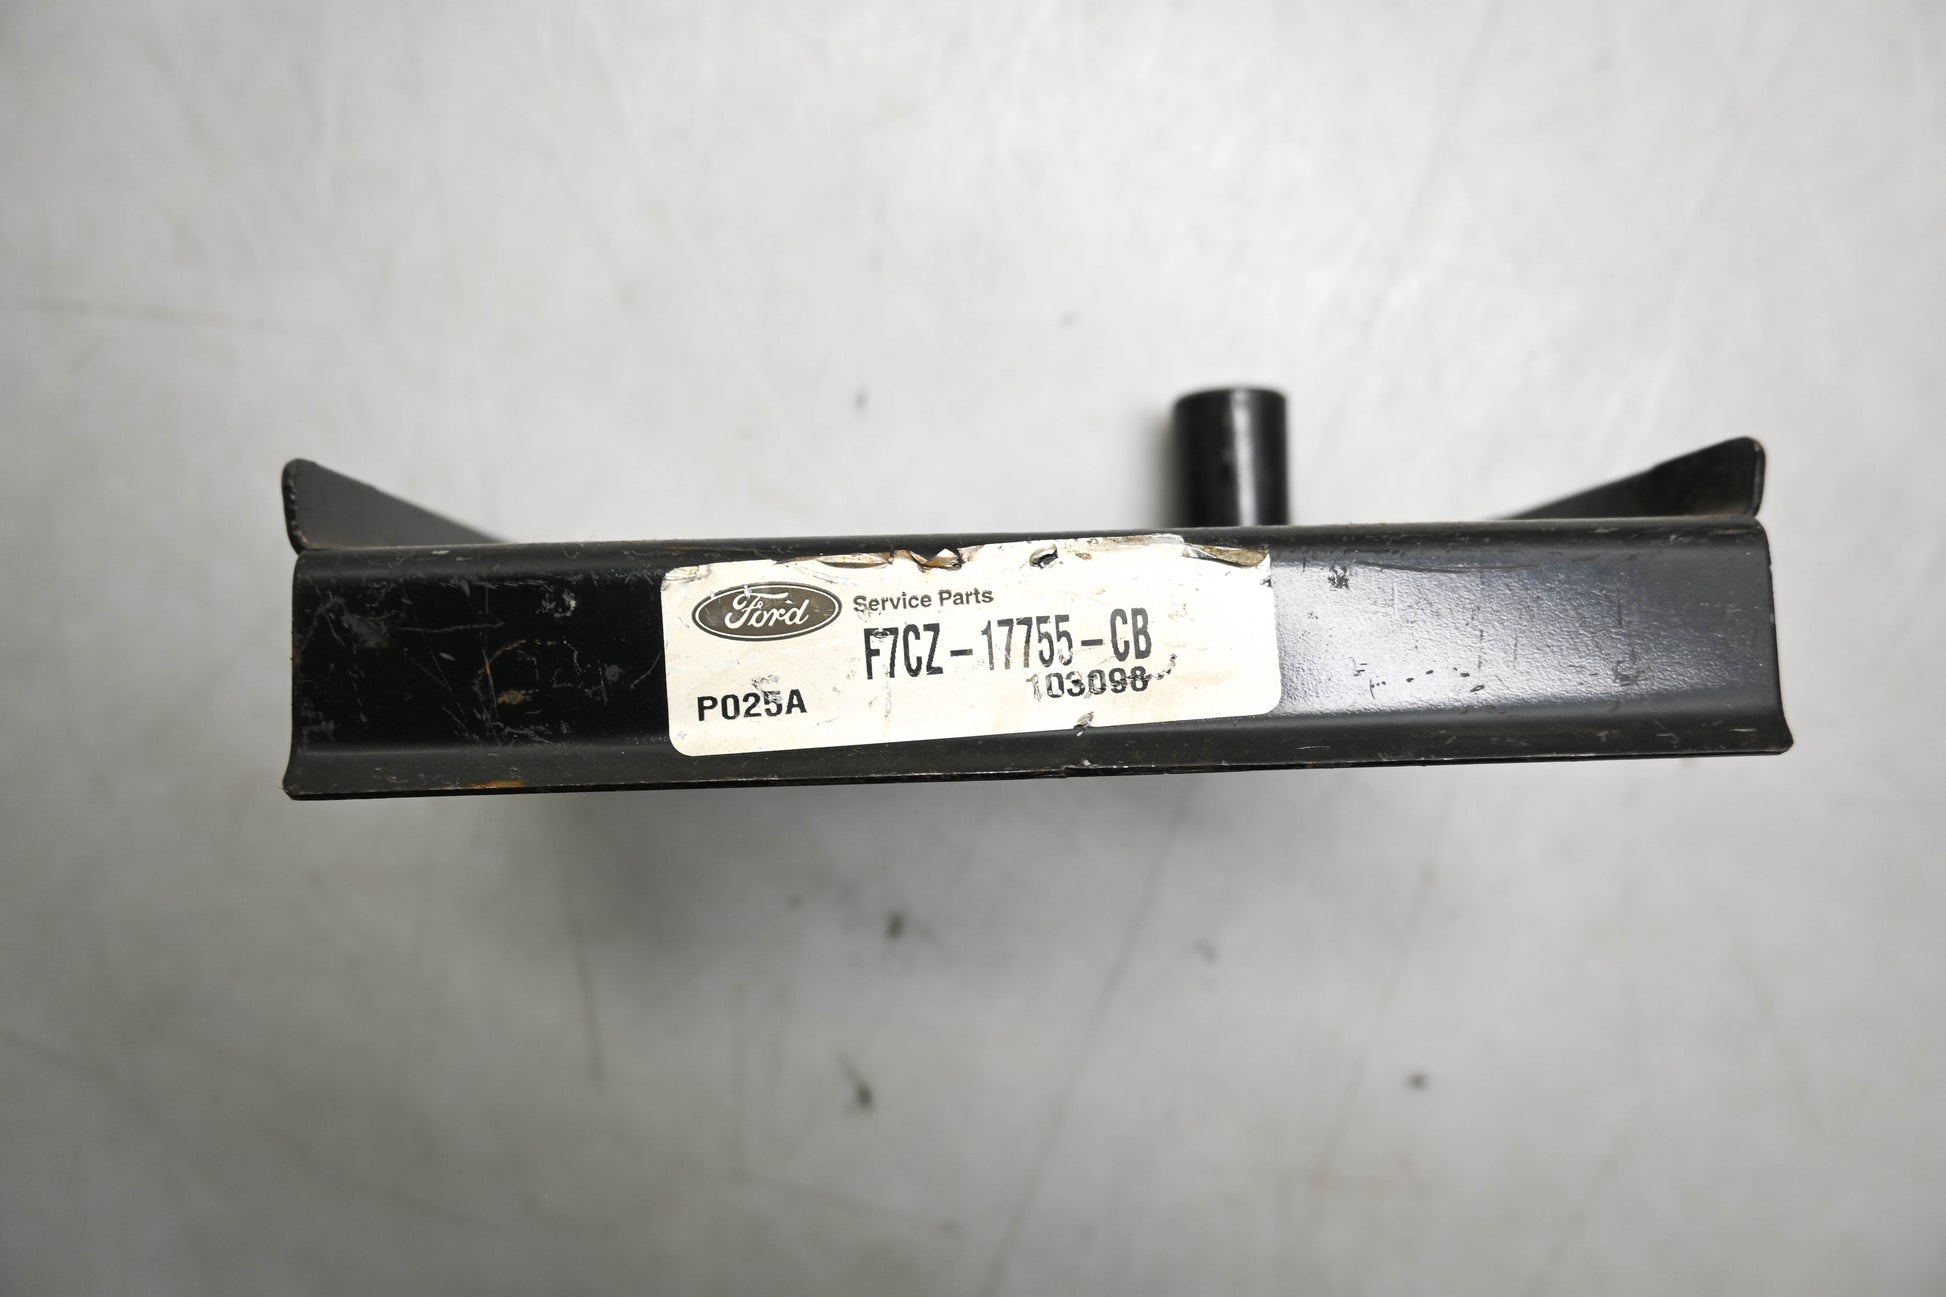 Ford Service Parts
F7CZ-17755-CB
P025A 103098